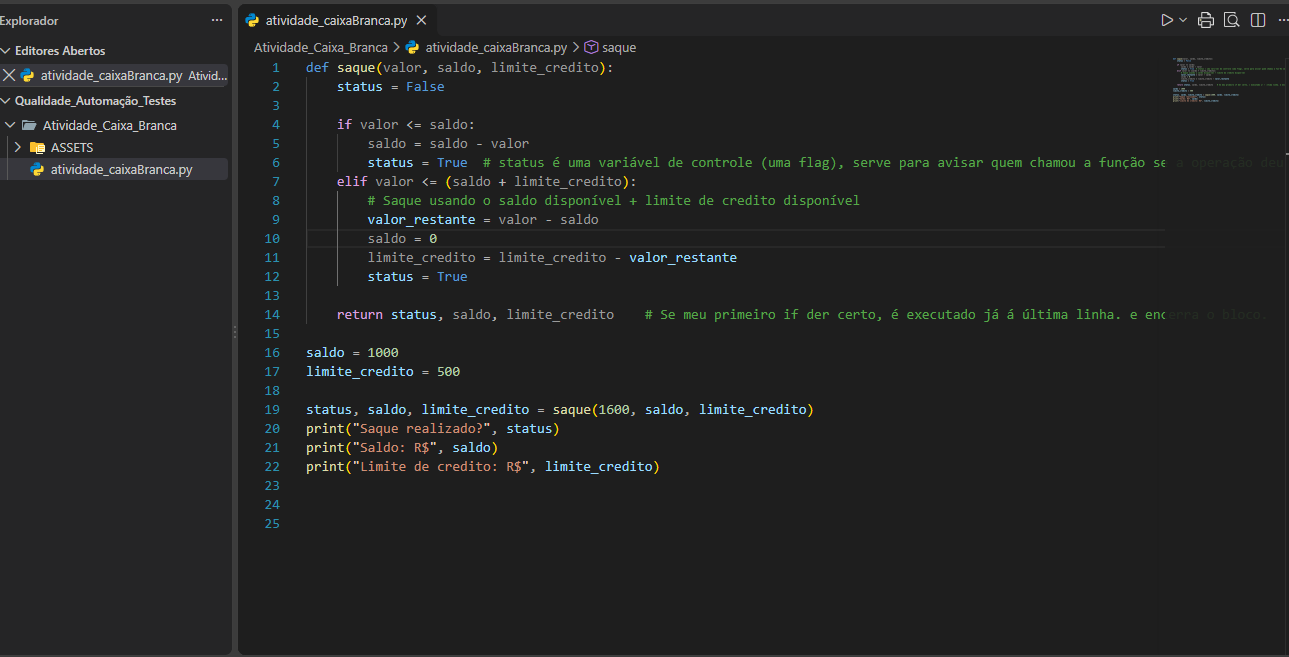 Explorador
Editores Abertos
atividade_caixaBranca.py Ativid...
Qualidade_Automação_Testes
Atividade_Caixa_Branca
ASSETS
atividade_caixaBranca.py
atividade_caixaBranca.py
Atividade_Caixa_Branca > atividade_caixaBranca.py > saque
1 def saque(valor, saldo, limite_credito):
2 status = False
3
4 if valor <= saldo:
5 saldo = saldo - valor
6 status = True # status é uma variável de controle (uma flag), serve para avisar quem chamou a função se a operação deu
7 elif valor <= (saldo + limite_credito):
8 # Saque usando o saldo disponível + limite de credito disponível
9 valor_restante = valor - saldo
10 saldo = 0
11 limite_credito = limite_credito - valor_restante
12 status = True
13
14 return status, saldo, limite_credito # Se meu primeiro if der certo, é executado já á última linha. e encerra o bloco.
15
16 saldo = 1000
17 limite_credito = 500
18
19 status, saldo, limite_credito = saque(1600, saldo, limite_credito)
20 print("Saque realizado?", status)
21 print("Saldo: R$", saldo)
22 print("Limite de credito: R$", limite_credito)
23
24
25